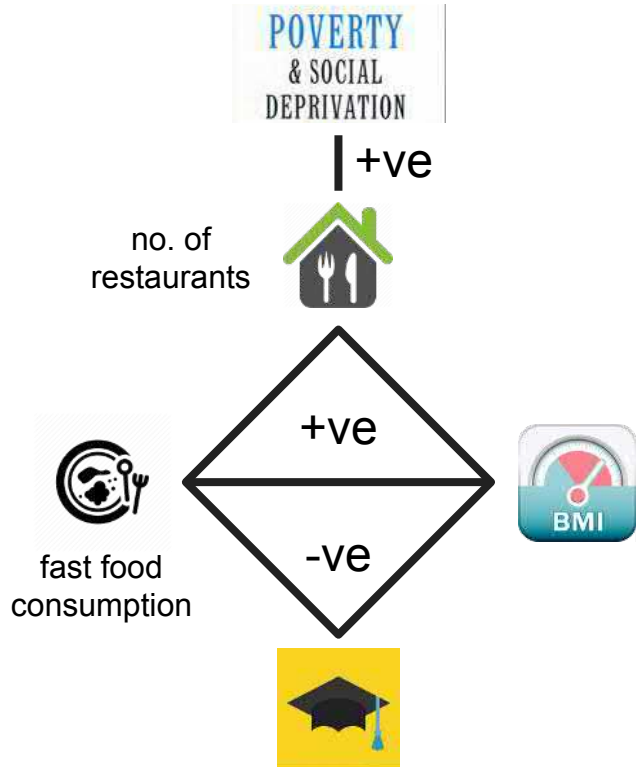 POVERTY
& SOCIAL
DEPRIVATION
+ve
no. of
restaurants
+ve
BMI
-ve
fast food
consumption